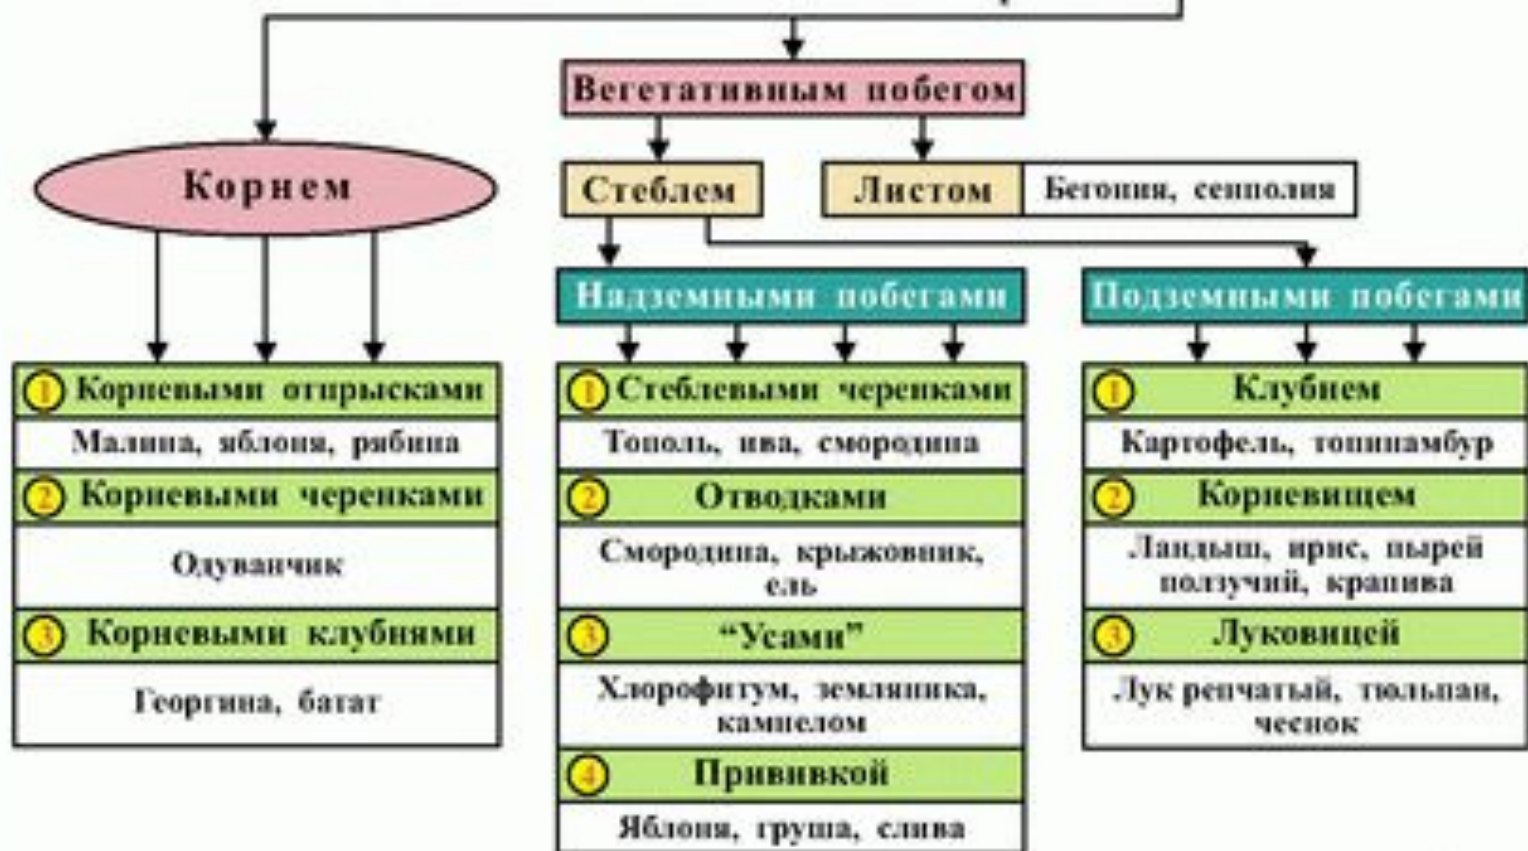 Вегетативным побегом
Корнем
Стеблем
Листом
Бегония, сенполия
Надземными побегами
Подземными побегами
1 Корневыми отпрысками
Малина, яблоня, рябина
2 Корневыми черенками
Одуванчик
3 Корневыми клубнями
Георгина, батат
1 Стеблевыми черенками
Тополь, ива, смородина
2 Отводками
Смородина, крыжовник,
ель
3 “Усами”
Хлорофитум, земляника,
камнелом
4 Прививкой
Яблоня, груша, слива
1 Клубнем
Картофель, топинамбур
2 Корневищем
Ландыш, ирис, пырей
ползучий, крапива
3 Луковицей
Лук репчатый, тюльпан,
чеснок